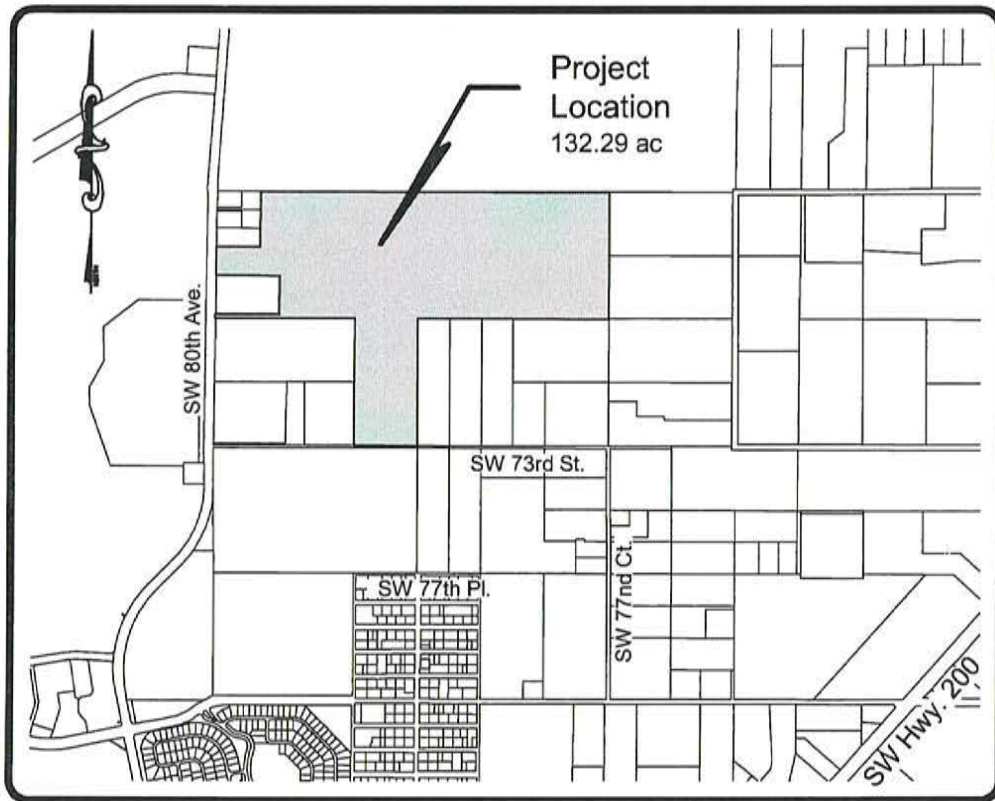 Project
Location
132.29 ac
SW 80th Ave.
SW 73rd St.
SW 77th Pl.
SW 77nd Ct.
SW Hwy. 200